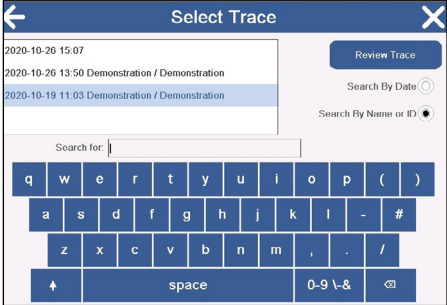 Select Trace
2020-10-26 15:07
2020-10-26 13:50 Demonstration / Demonstration
2020-10-19 11:03 Demonstration / Demonstration
Review Trace
Search By Date
Search By Name or ID
Search for:
q w e r t y u i o p ( )
a s d f g h j k l - #
z x c v b n m , . /
space 0-9 \-&